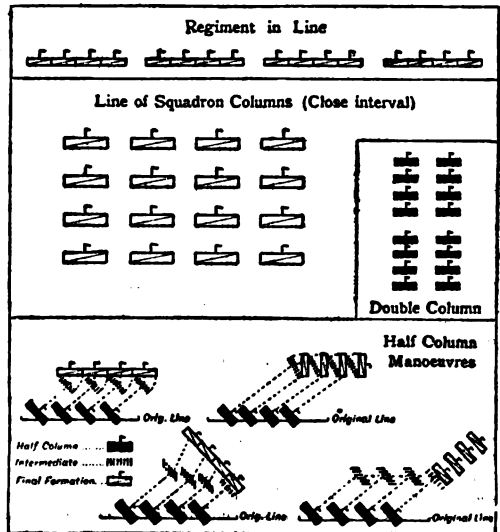 Regiment in Line
Line of Squadron Columns (Close interval)
Double Column
Half Column
Manoeuvres
Orig. Line
Original Line
Half Column ....
Intermediate ......
Final Formation ...
Orig. Line
Original Line